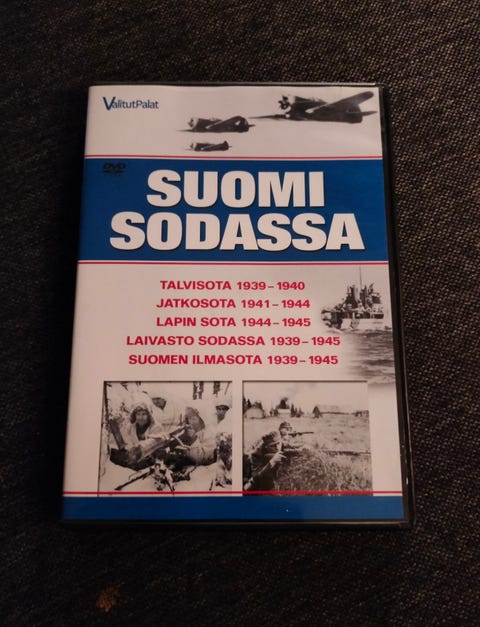 ValitutPalat
DVD
SUOMI
SODASSA
TALVISOTA 1939–1940
JATKOSOTA 1941–1944
LAPIN SOTA 1944–1945
LAIVASTO SODASSA 1939–1945
SUOMEN ILMASOTA 1939–1945